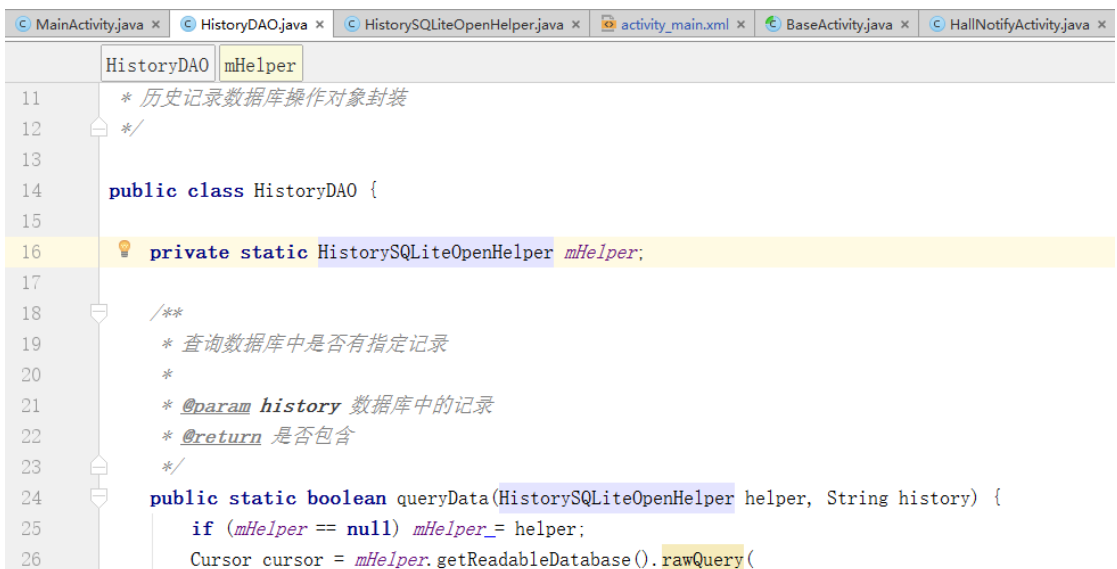 MainActivity.java × HistoryDAO.java × HistorySQLiteOpenHelper.java × activity_main.xml × BaseActivity.java × HallNotifyActivity.java ×
HistoryDAO mHelper
11 * 历史记录数据库操作对象封装
12 */
13
14 public class HistoryDAO {
15
16 private static HistorySQLiteOpenHelper mHelper;
17
18 /**
19 * 查询数据库中是否有指定记录
20 *
21 * @param history 数据库中的记录
22 * @return 是否包含
23 */
24 public static boolean queryData(HistorySQLiteOpenHelper helper, String history) {
25 if (mHelper == null) mHelper = helper;
26 Cursor cursor = mHelper.getReadableDatabase().rawQuery(